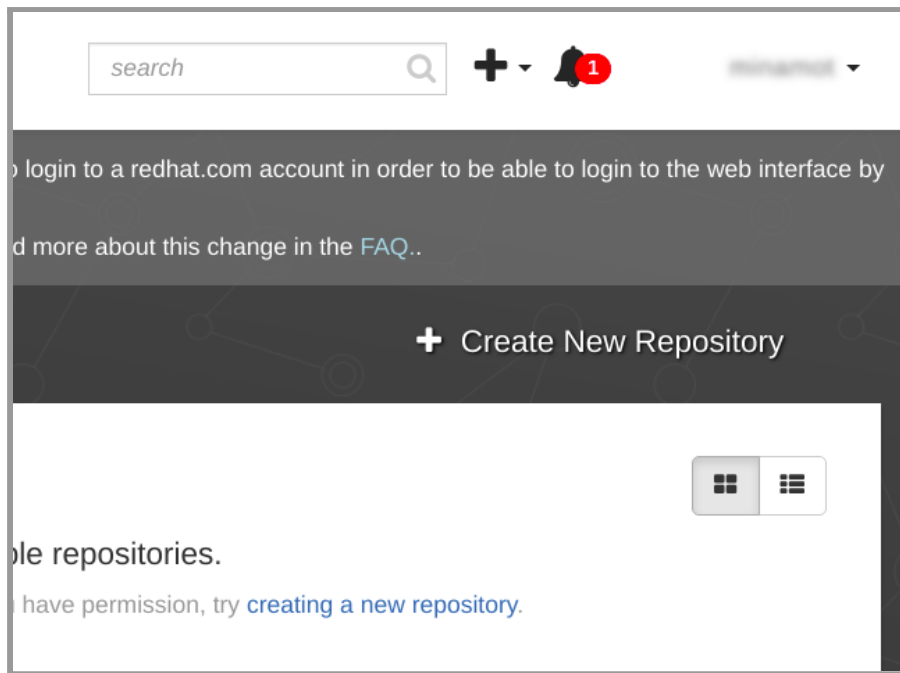 search
1
login to a redhat.com account in order to be able to login to the web interface by
d more about this change in the FAQ..
Create New Repository
ble repositories.
have permission, try creating a new repository.